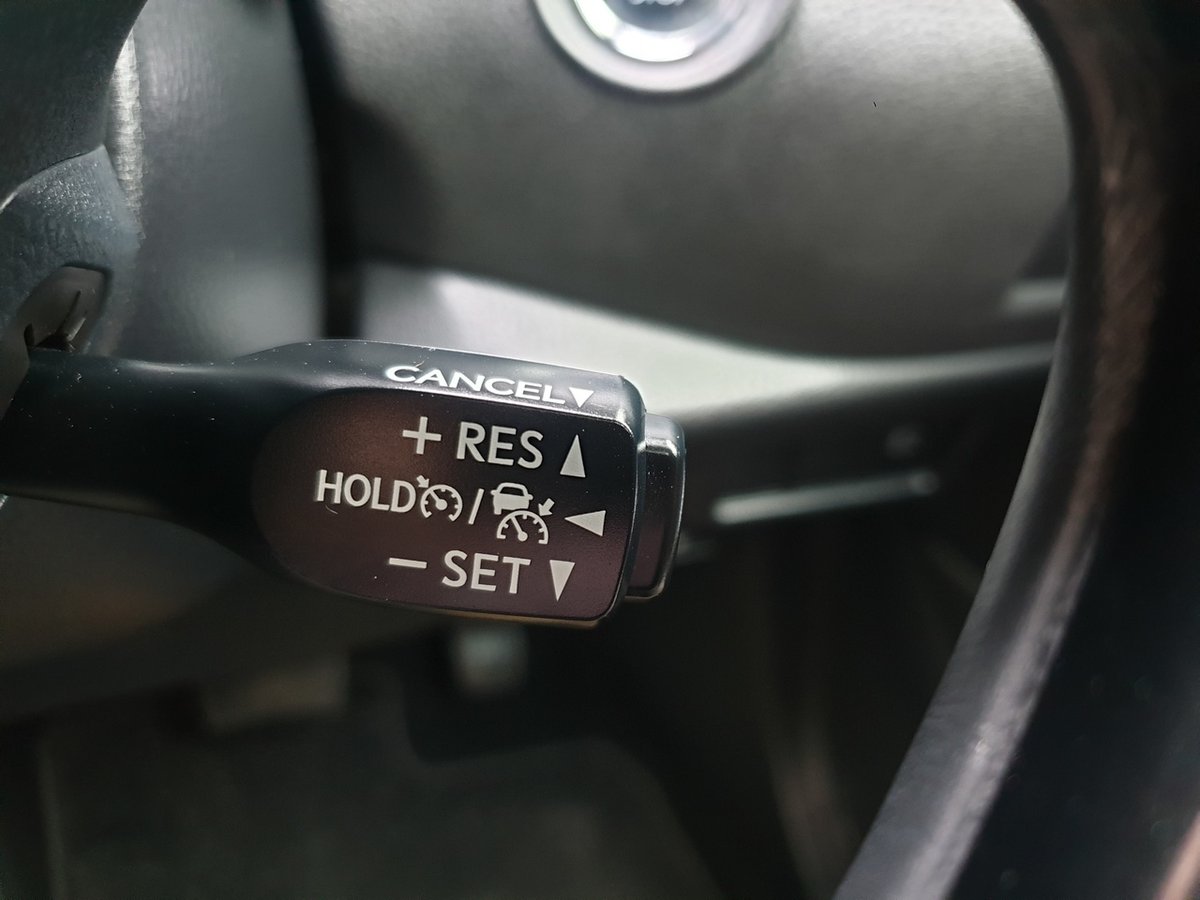 CANCEL▼
+ RES ▲
HOLD / ◀
− SET ▼